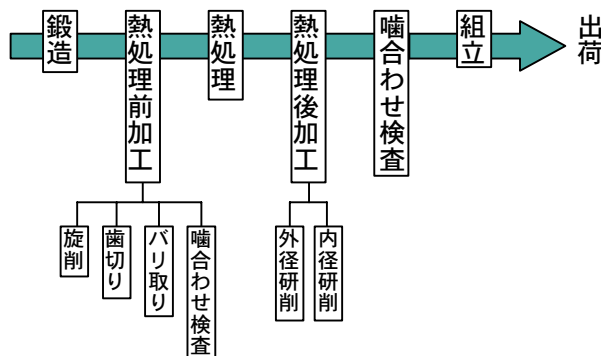 鍛造
熱処理前加工
熱処理
熱処理後加工
噛合わせ検査
組立
出荷
旋削
歯切り
バリ取り
噛合わせ検査
外径研削
内径研削